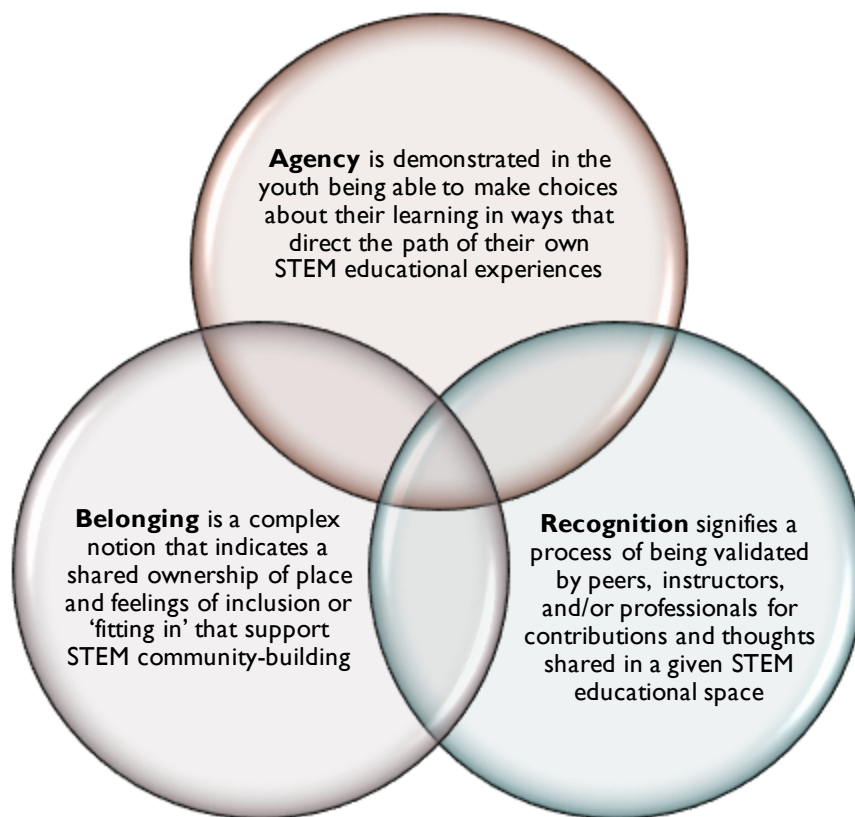 Agency is demonstrated in the
youth being able to make choices
about their learning in ways that
direct the path of their own
STEM educational experiences
Belonging is a complex
notion that indicates a
shared ownership of place
and feelings of inclusion or
‘fitting in’ that support
STEM community-building
Recognition signifies a
process of being validated
by peers, instructors,
and/or professionals for
contributions and thoughts
shared in a given STEM
educational space